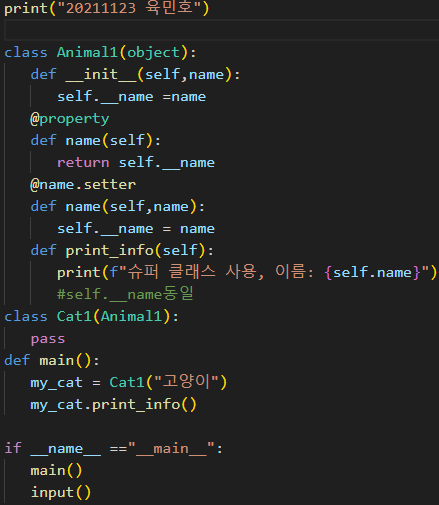 print("20211123 육민호")
class Animal1(object):
def __init__(self,name):
self.__name =name
@property
def name(self):
return self.__name
@name.setter
def name(self,name):
self.__name = name
def print_info(self):
print(f"슈퍼 클래스 사용, 이름: {self.name}")
#self.__name동일
class Cat1(Animal1):
pass
def main():
my_cat = Cat1("고양이")
my_cat.print_info()
if __name__ =="__main__":
main()
input()